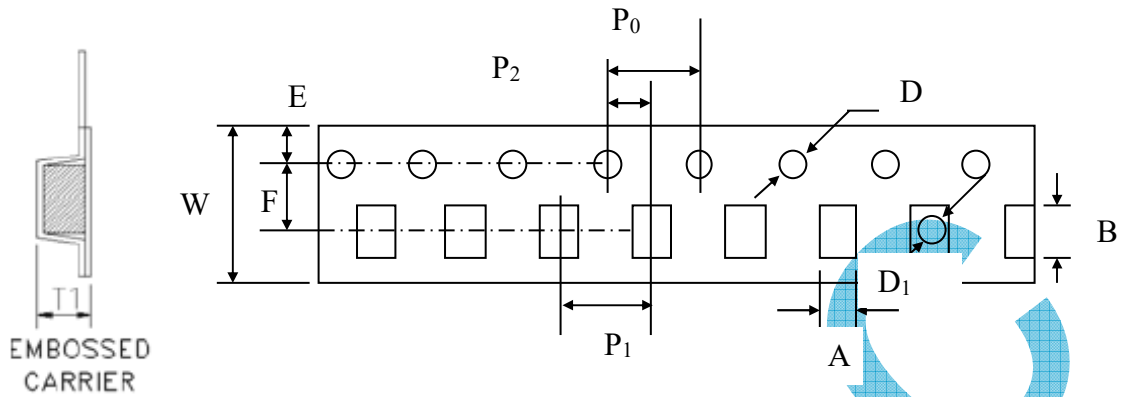 P₀
P₂
D
E
W
F
B
D₁
T1
P₁
A
EMBOSSED
CARRIER